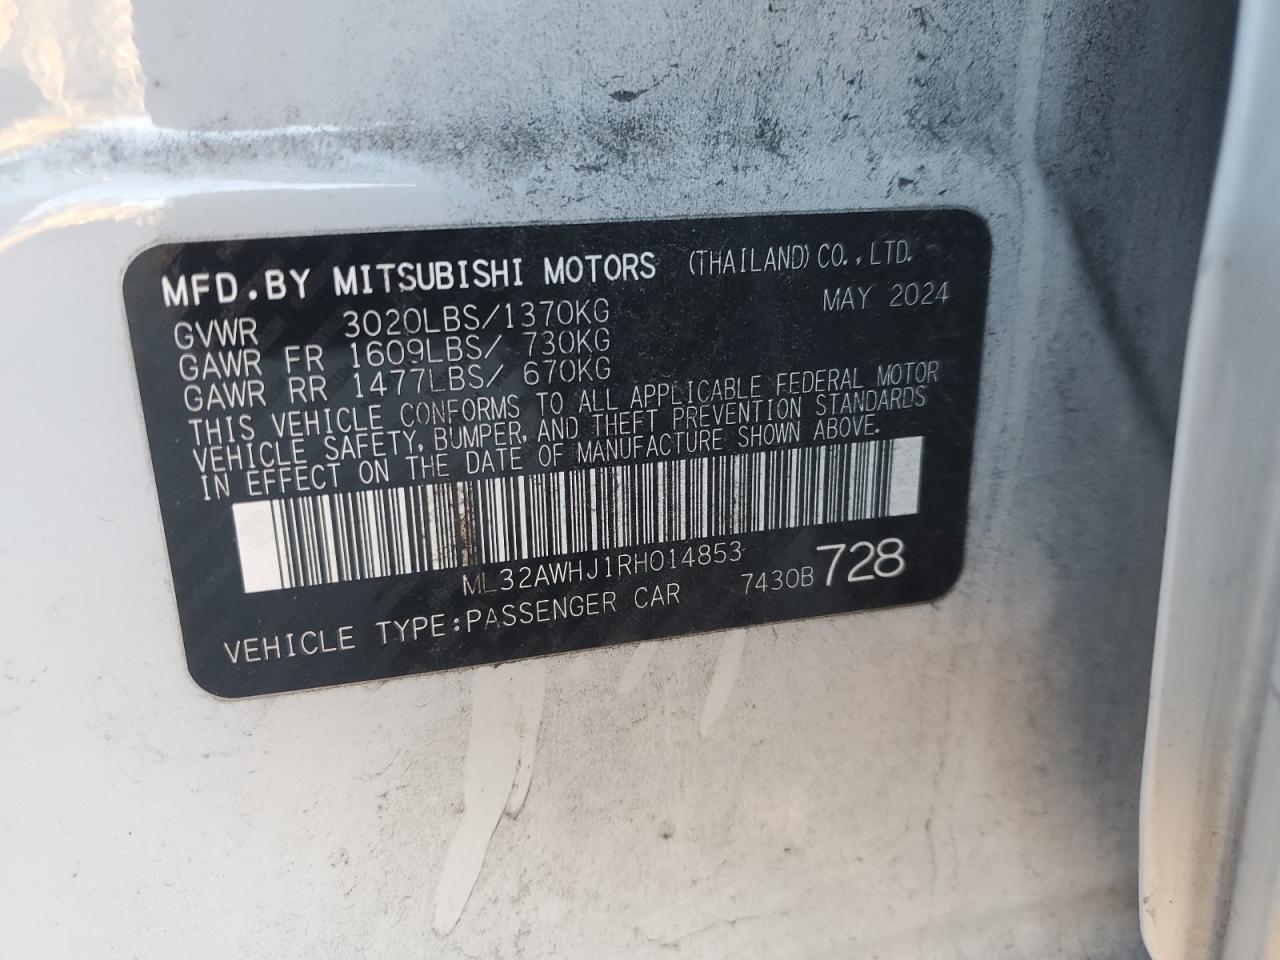 MFD.BY MITSUBISHI MOTORS (THAILAND) CO.,LTD.
MAY 2024
GVWR 3020LBS/1370KG
GAWR FR 1609LBS/ 730KG
GAWR RR 1477LBS/ 670KG
THIS VEHICLE CONFORMS TO ALL APPLICABLE FEDERAL MOTOR
VEHICLE SAFETY, BUMPER, AND THEFT PREVENTION STANDARDS
IN EFFECT ON THE DATE OF MANUFACTURE SHOWN ABOVE.
ML32AWHJ1RH014853
7430B 728
VEHICLE TYPE:PASSENGER CAR